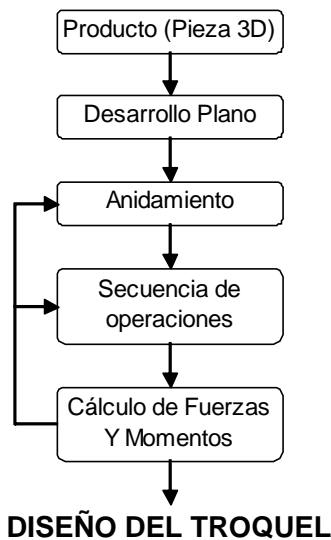 Producto (Pieza 3D)
Desarrollo Plano
Anidamiento
Secuencia de
operaciones
Cálculo de Fuerzas
Y Momentos
DISEÑO DEL TROQUEL